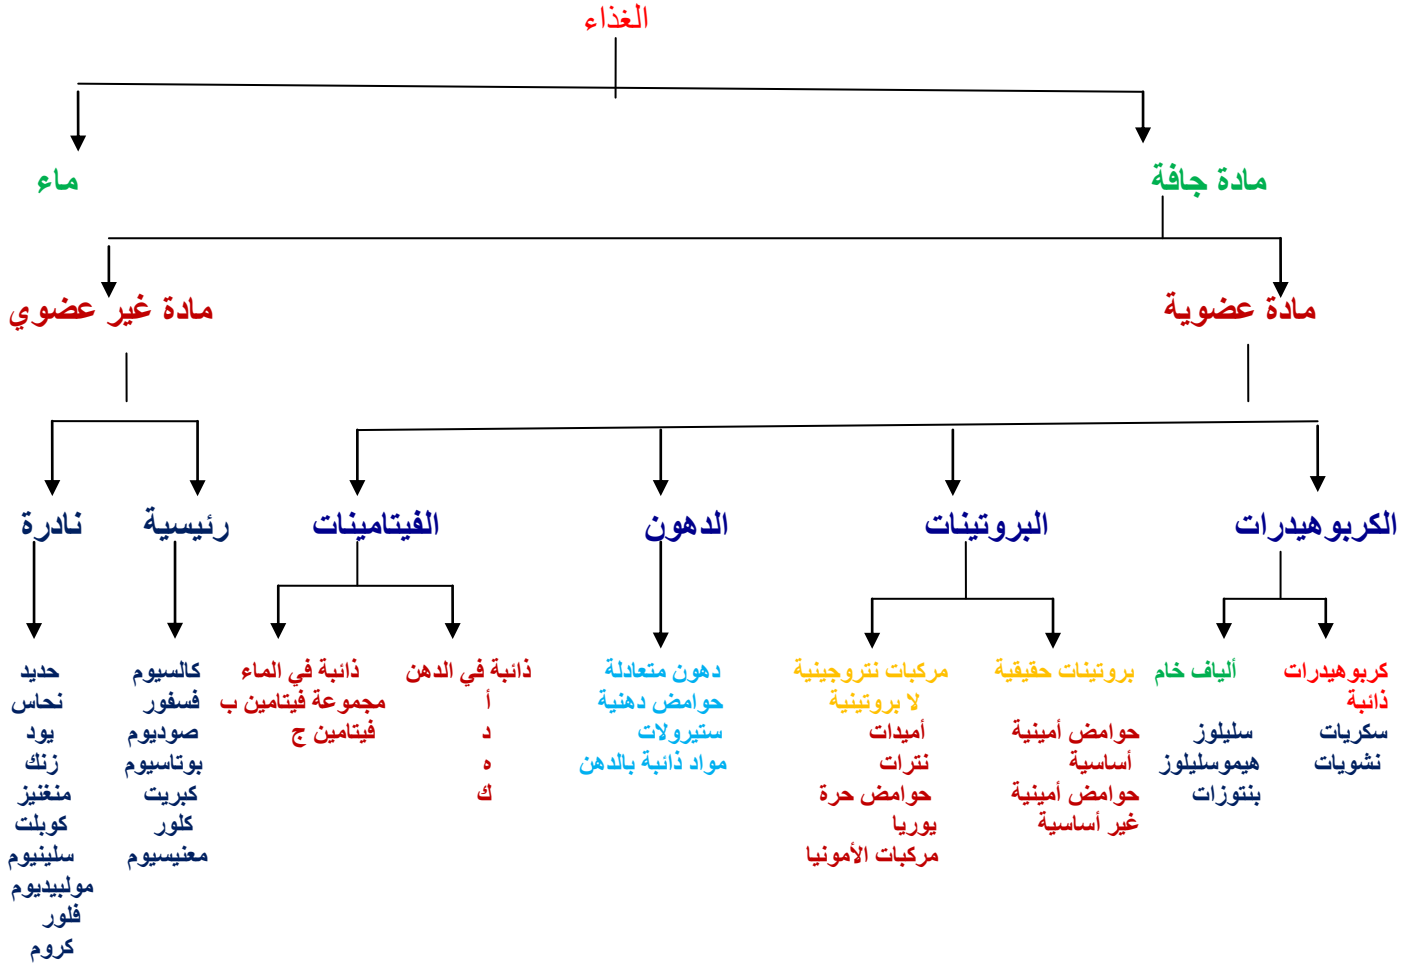 الغذاء
مادة جافة
ماء
مادة عضوية
مادة غير عضوي
الكربوهيدرات
البروتينات
الدهون
الفيتامينات
رئيسية
نادرة
كربوهيدرات
ذائبة
سكريات
نشويات
ألياف خام
سليلوز
هيموسليلوز
بنتوزات
بروتينات حقيقية
حوامض أمينية
أساسية
حوامض أمينية
غير أساسية
مركبات نتروجينية
لا بروتينية
أميدات
نترات
حوامض حرة
يوريا
مركبات الأمونيا
دهون متعادلة
حوامض دهنية
ستيرولات
مواد ذائبة بالدهن
ذائبة في الدهن
أ
د
ه
ك
ذائبة في الماء
مجموعة فيتامين ب
فيتامين ج
كالسيوم
فسفور
صوديوم
بوتاسيوم
كبريت
كلور
معنيسيوم
حديد
نحاس
يود
زنك
منغنيز
كوبلت
سلينيوم
مولبيديوم
فلور
كروم